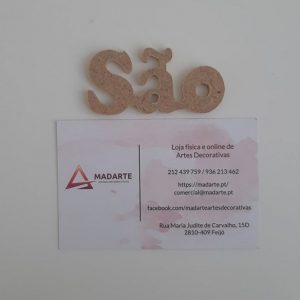 São
MADARTE
Loja física e online de
Artes Decorativas
212 439 759 / 936 213 462
https://madarte.pt/
comercial@madarte.pt
facebook.com/madarteartesdecorativas
Rua Maria Judite de Carvalho, 15D
2810-409 Feijó